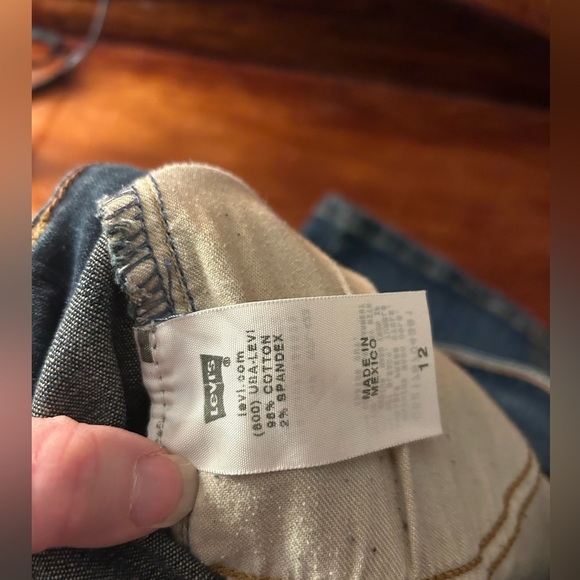 LEVI'S
®
levi.com
(800) USA-LEVI
98% COTTON
2% SPANDEX
MADE IN
MEXICO
12